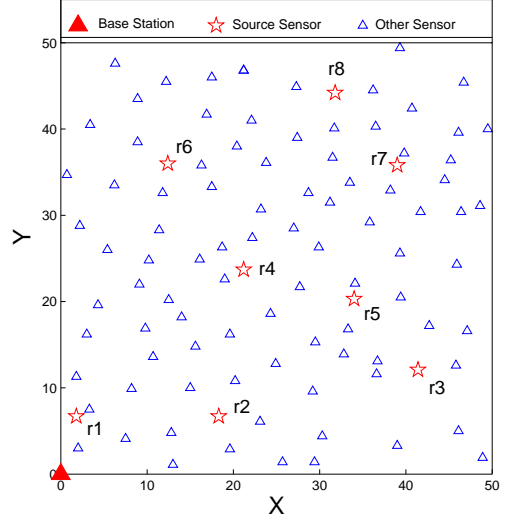 Base Station Source Sensor Other Sensor
50
r8
40
r6
r7
30
Y
r4
20
r5
r3
10
r2
r1
0
0 10 20 30 40 50
X